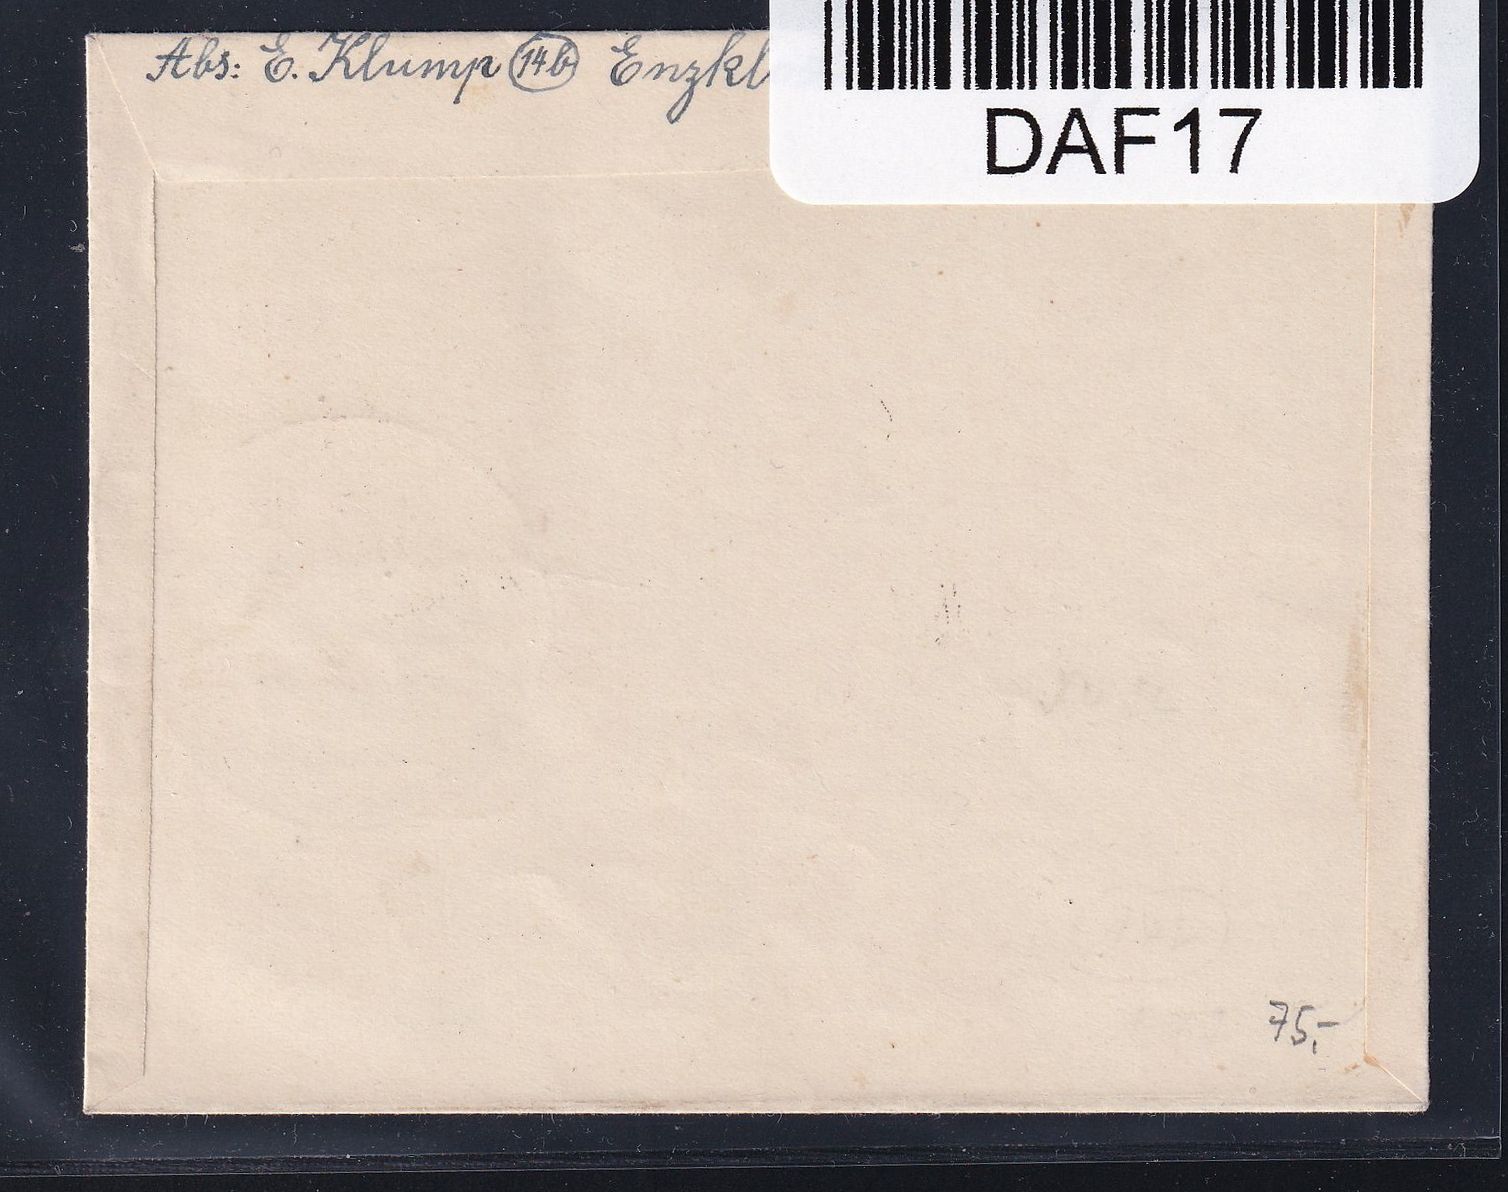 Abs: E. Klump 14b Enzkl
DAF17
75,-